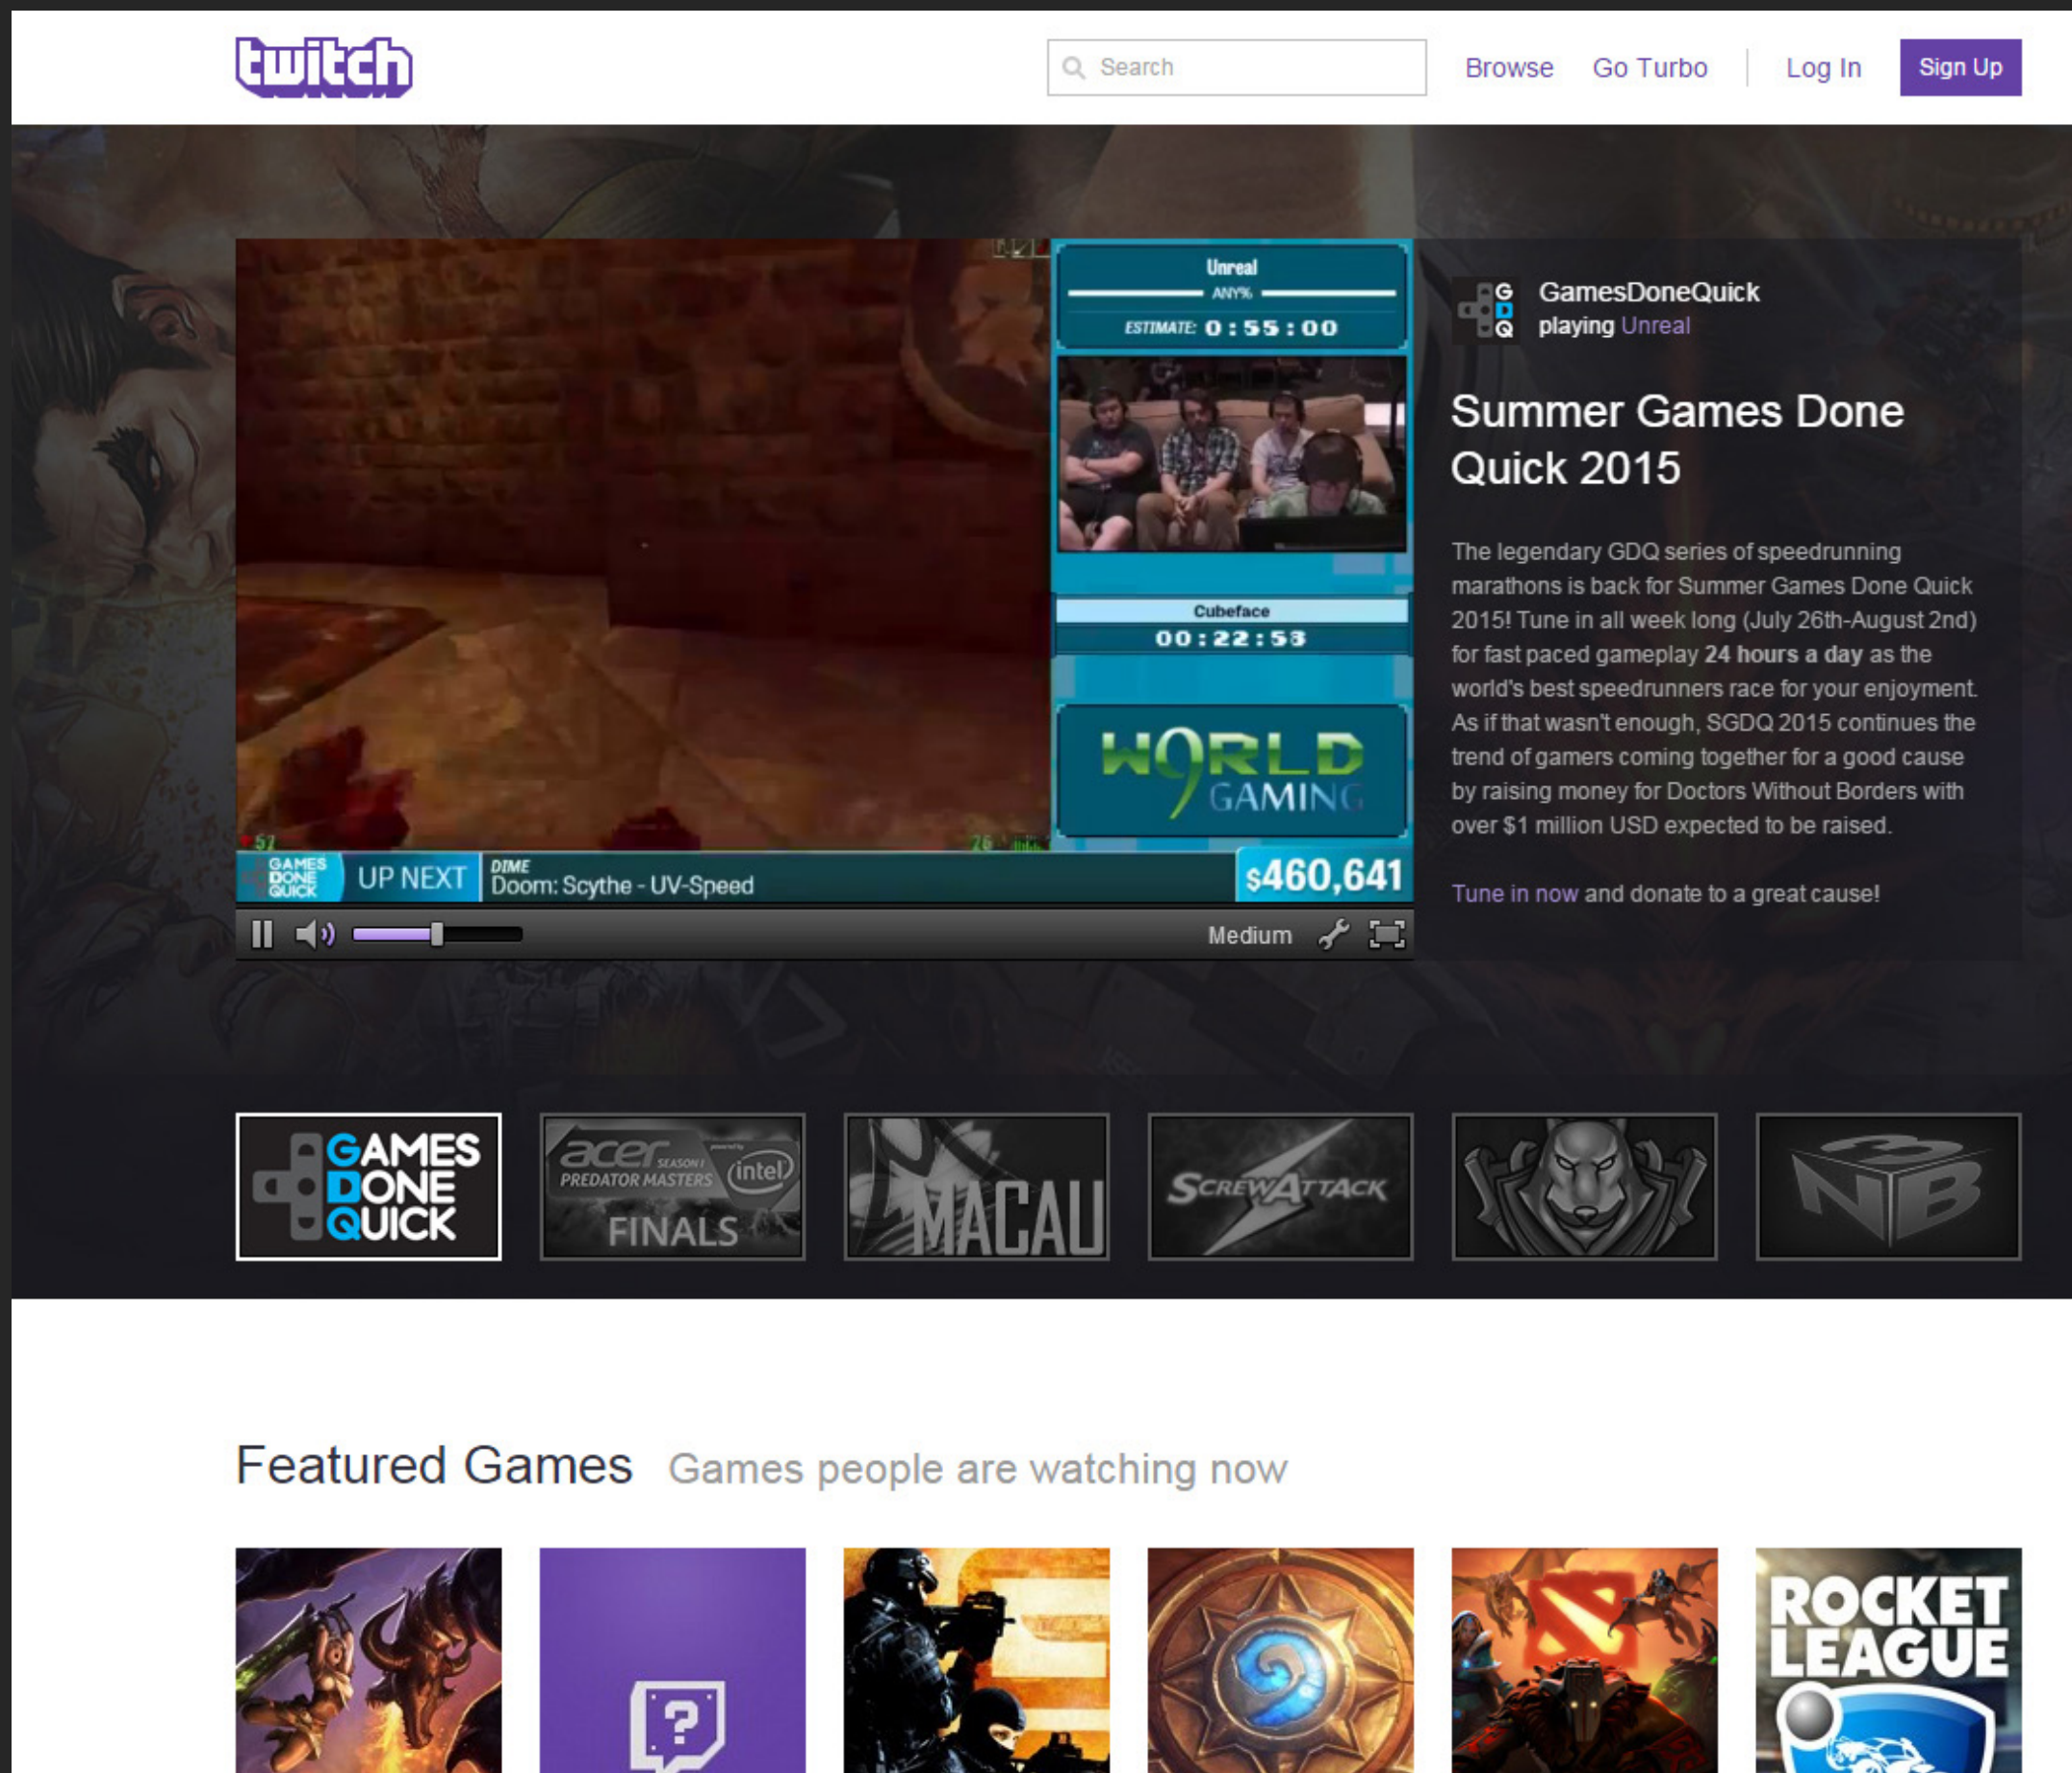 twitch
Search
Browse
Go Turbo
Log In
Sign Up
Unreal
ANY%
ESTIMATE: 0:55:00
Cubeface
00:22:53
WORLD
GAMING
57
26
GAMES
DONE
QUICK
UP NEXT
DIME
Doom: Scythe - UV-Speed
$460,641
Medium
G
D
Q
GamesDoneQuick
playing Unreal
Summer Games Done
Quick 2015
The legendary GDQ series of speedrunning
marathons is back for Summer Games Done Quick
2015! Tune in all week long (July 26th-August 2nd)
for fast paced gameplay 24 hours a day as the
world's best speedrunners race for your enjoyment.
As if that wasn't enough, SGDQ 2015 continues the
trend of gamers coming together for a good cause
by raising money for Doctors Without Borders with
over $1 million USD expected to be raised.
Tune in now and donate to a great cause!
GAMES
DONE
QUICK
acer SEASON 1
PREDATOR MASTERS
powered by
intel
FINALS
MACAU
SCREWATTACK
N3B
Featured Games
Games people are watching now
?
ROCKET
LEAGUE